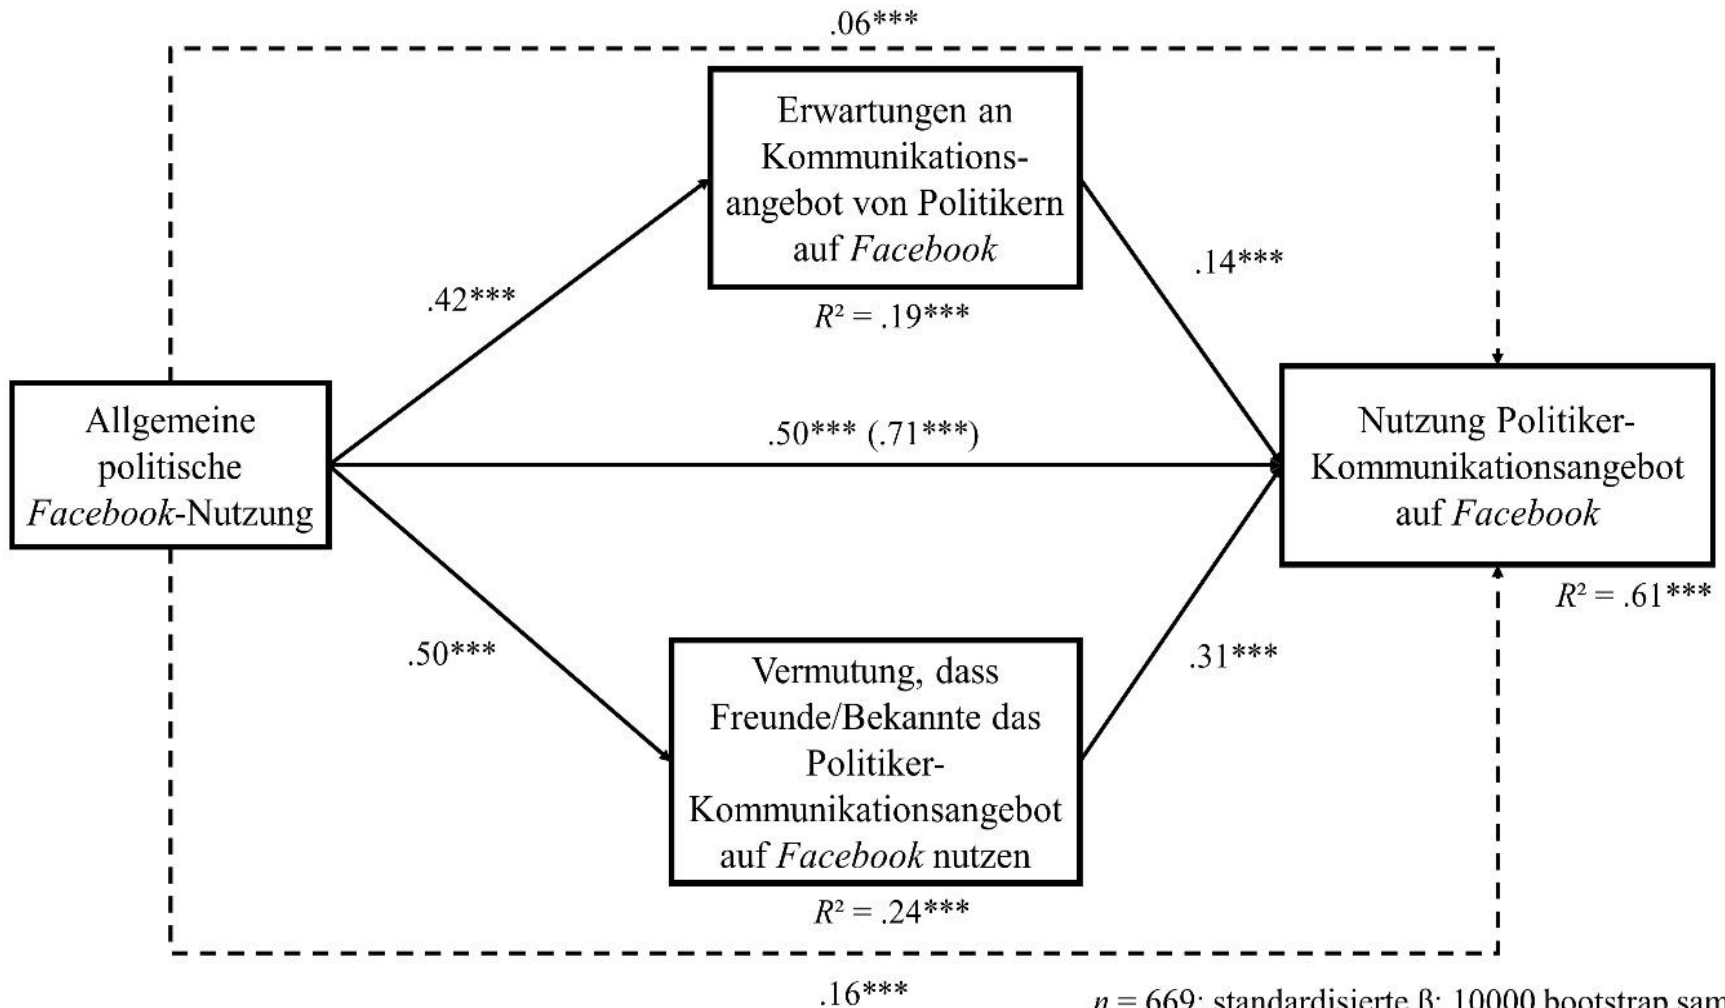 .06***
Erwartungen an
Kommunikations-
angebot von Politikern
auf Facebook
.42***
.14***
R² = .19***
Allgemeine
politische
Facebook-Nutzung
.50*** (.71***)
Nutzung Politiker-
Kommunikationsangebot
auf Facebook
R² = .61***
.50***
.31***
Vermutung, dass
Freunde/Bekannte das
Politiker-
Kommunikationsangebot
auf Facebook nutzen
R² = .24***
.16***
n = 669; standardisierte β; 10000 bootstrap